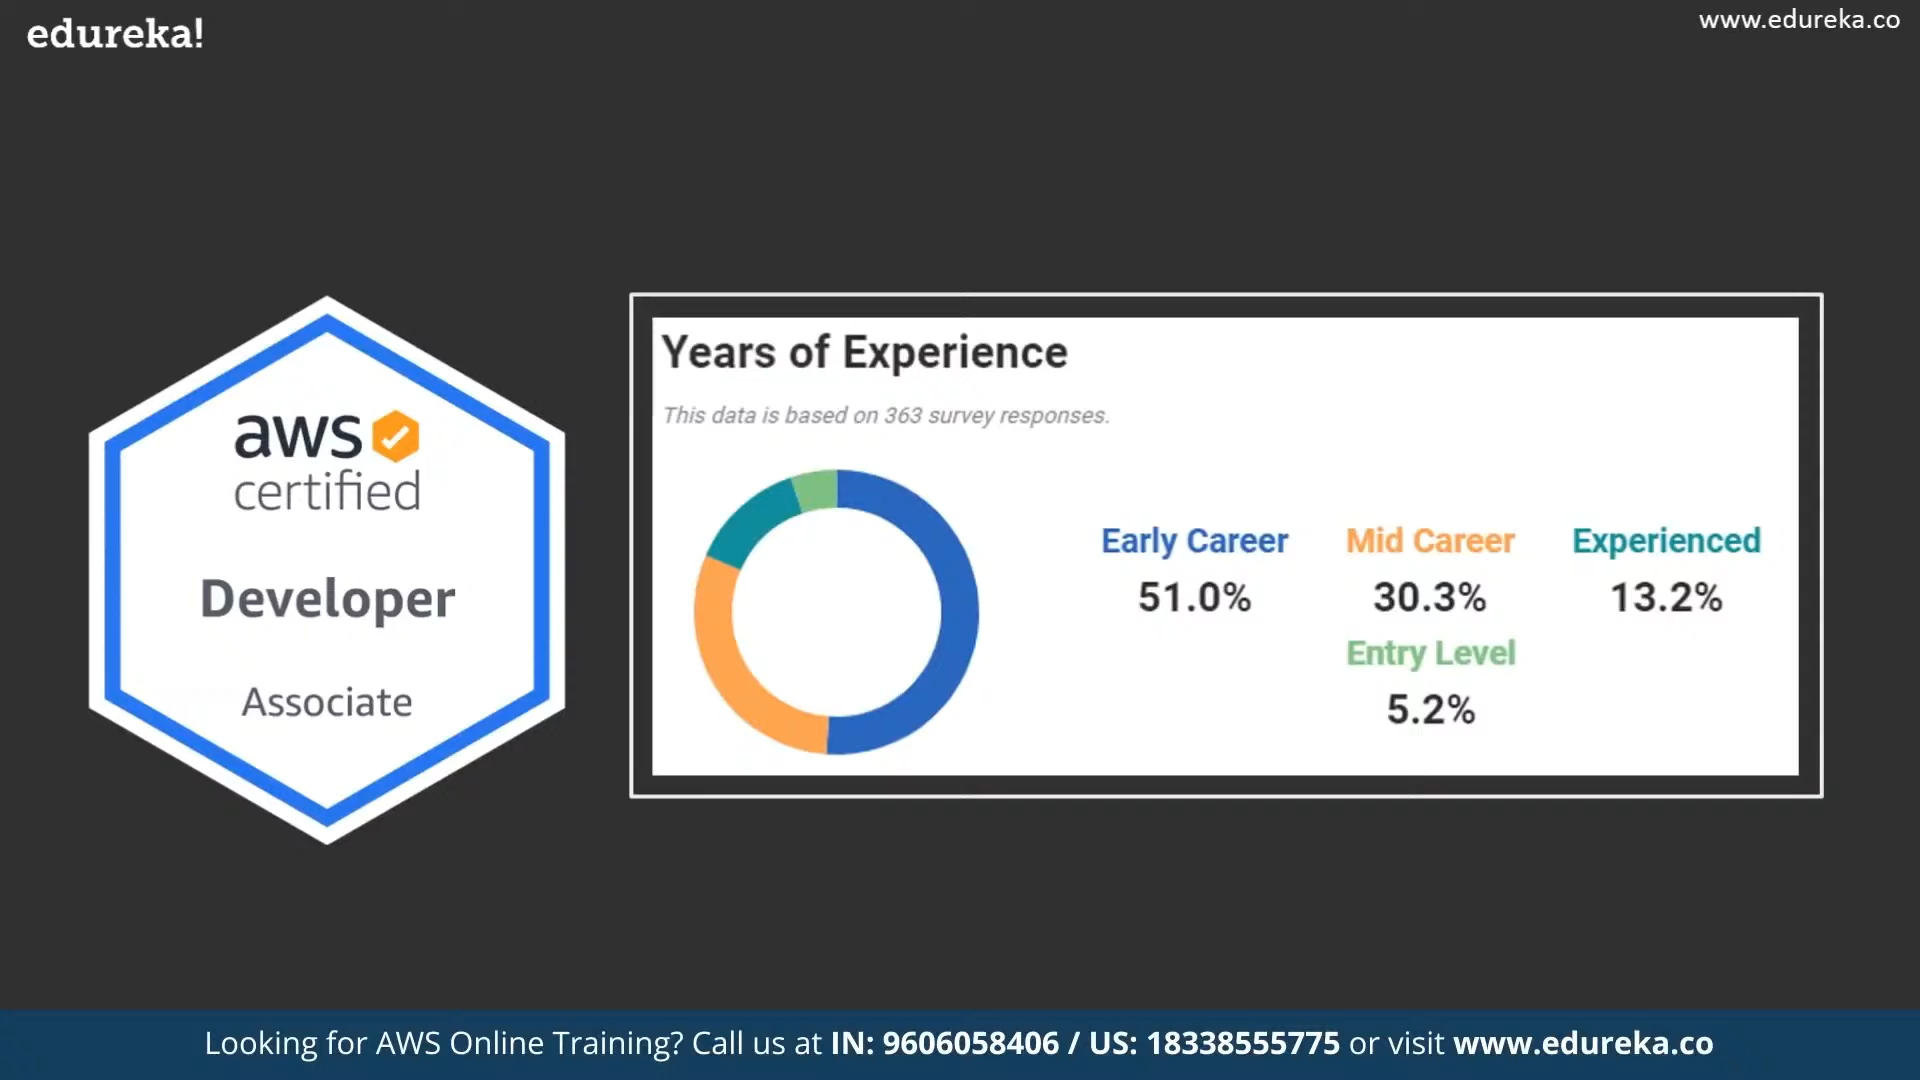 edureka!
www.edureka.co
aws
certified
Developer
Associate
Years of Experience
This data is based on 363 survey responses.
Early Career Mid Career Experienced
51.0% 30.3% 13.2%
Entry Level
5.2%
Looking for AWS Online Training? Call us at IN: 9606058406 / US: 18338555775 or visit www.edureka.co